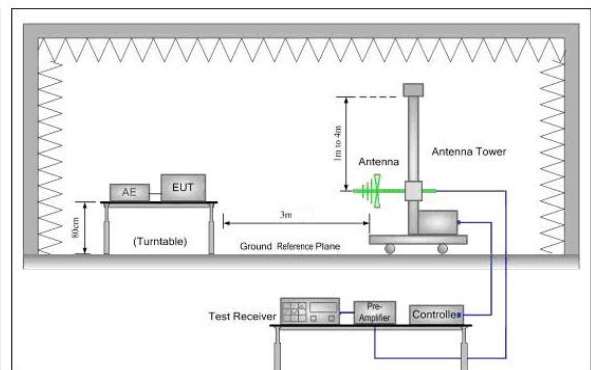 1m to 4m
Antenna
Antenna Tower
AE
EUT
80cm
3m
(Turntable)
Ground Reference Plane
Test Receiver
Pre-
Amplifier
Controller